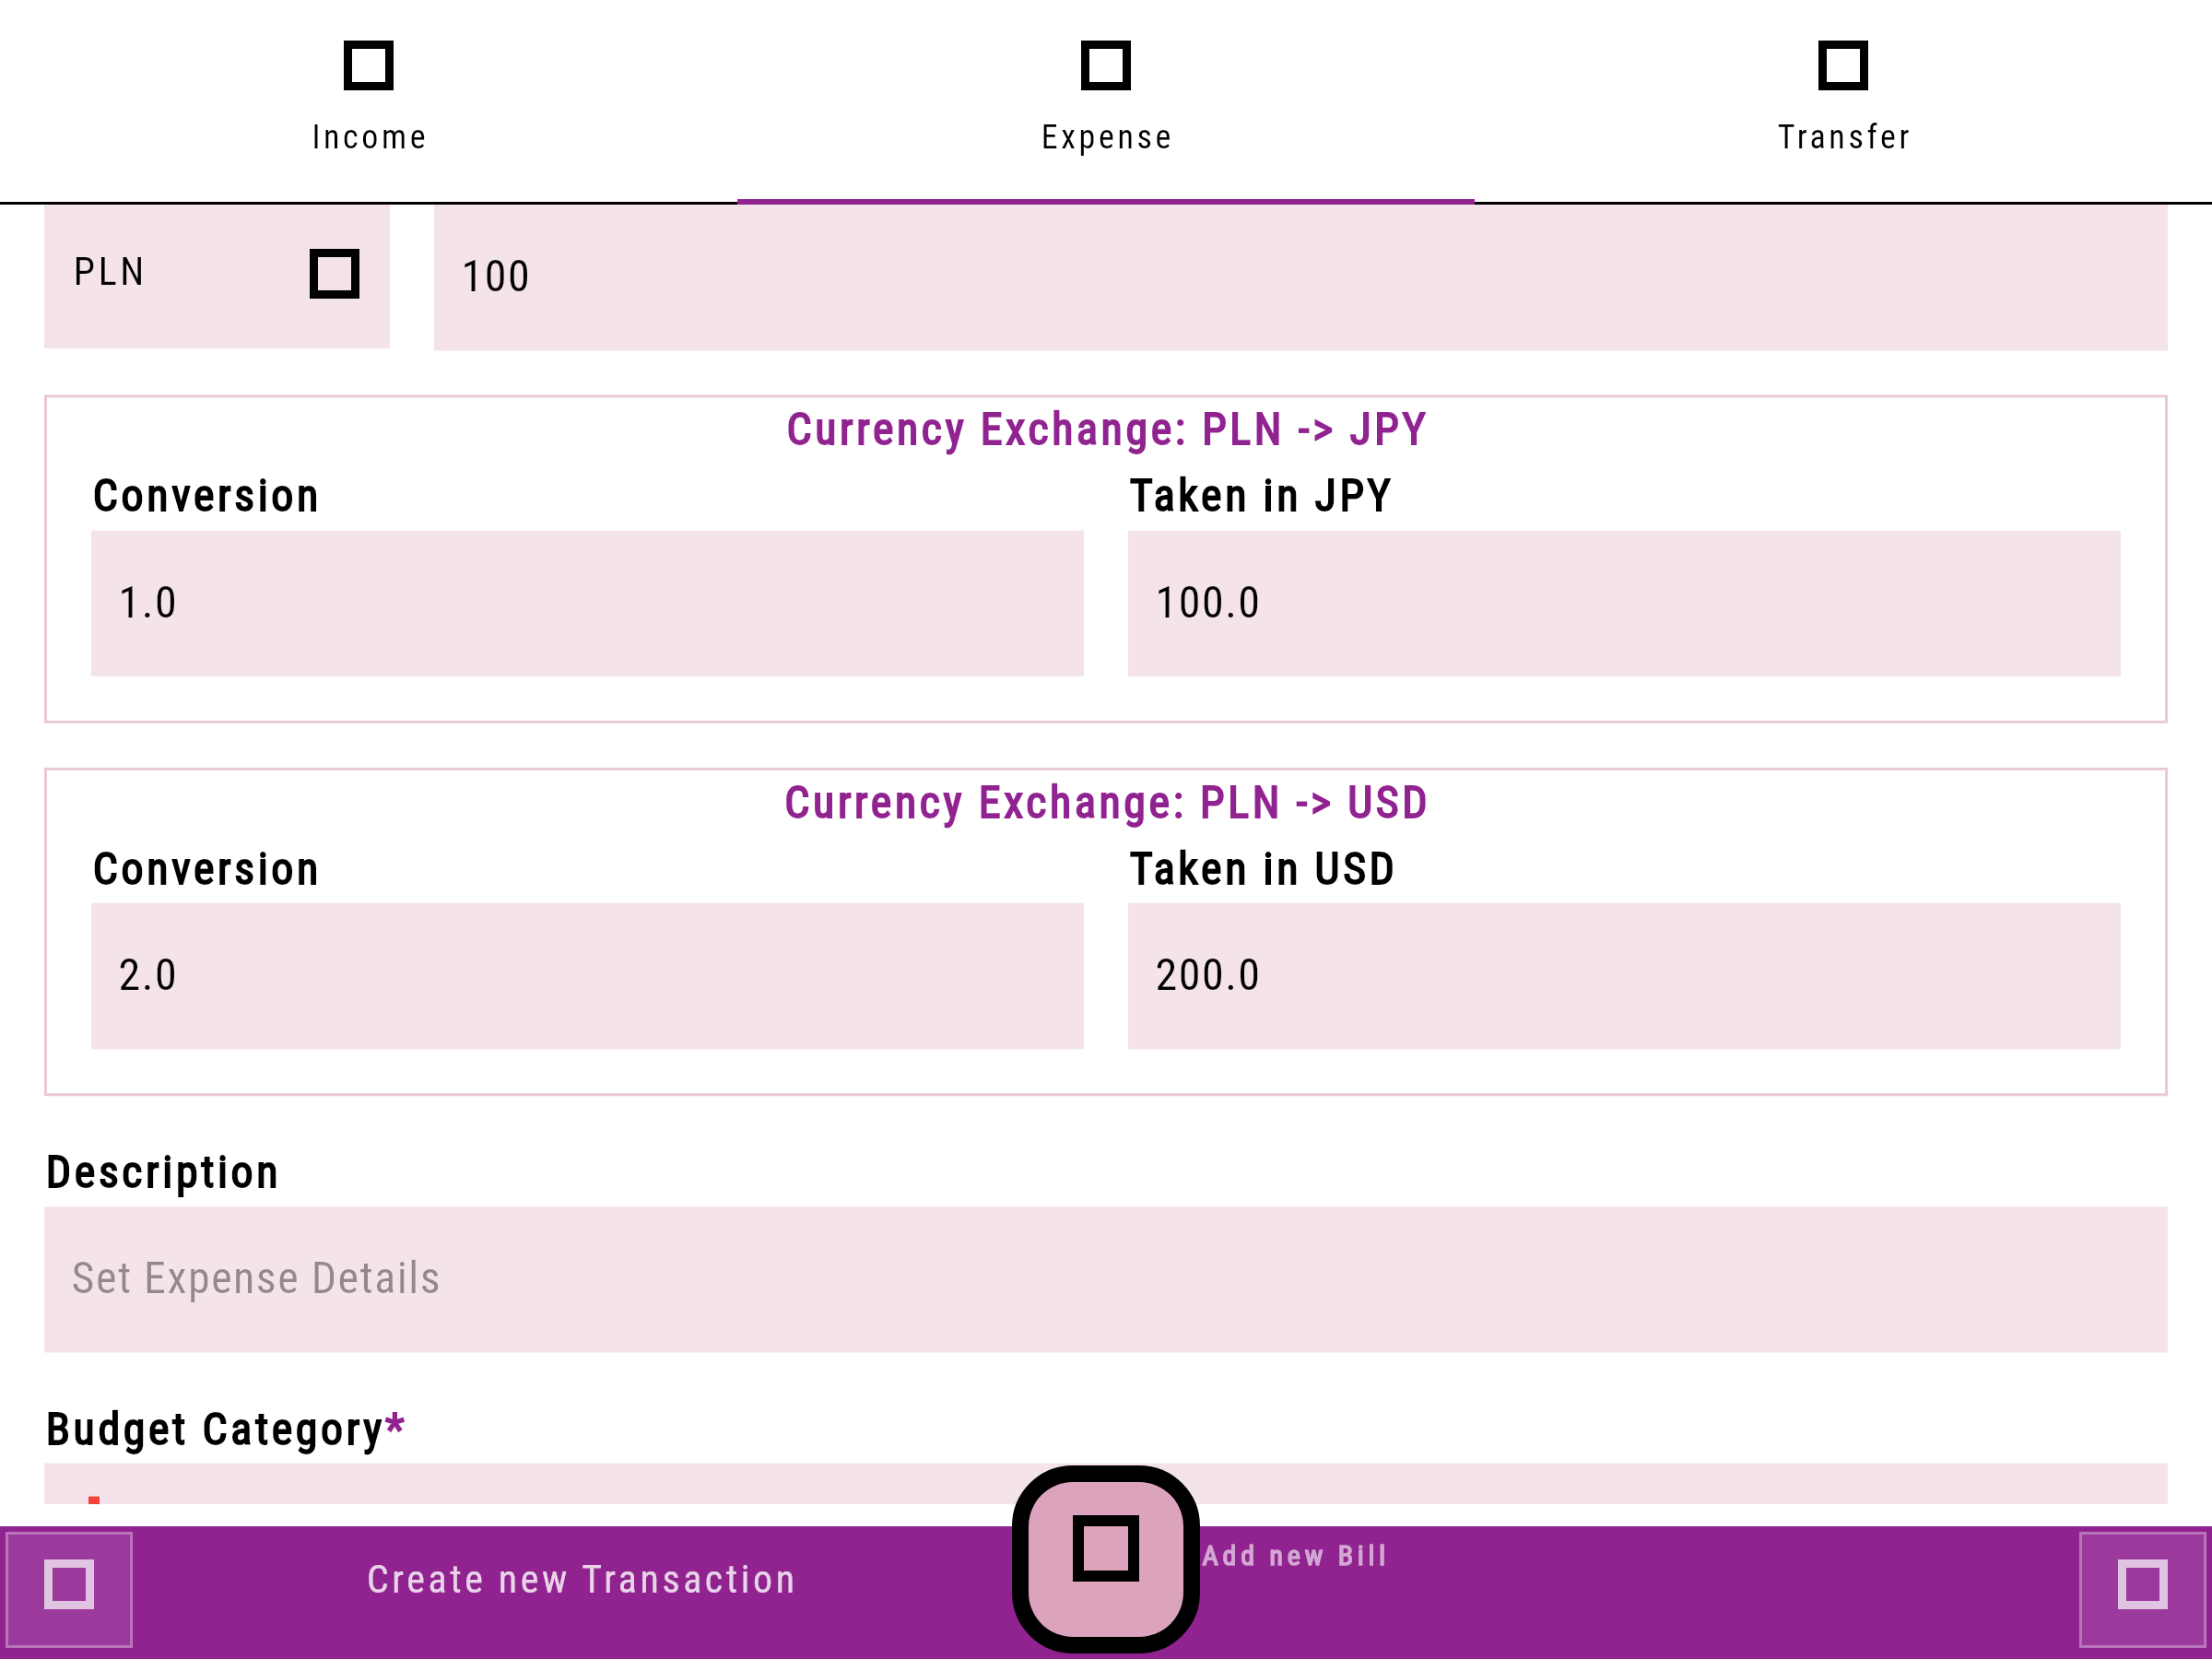 Income
Expense
Transfer
PLN
100
Currency Exchange: PLN -> JPY
Conversion
Taken in JPY
1.0
100.0
Currency Exchange: PLN -> USD
Conversion
Taken in USD
2.0
200.0
Description
Set Expense Details
Budget Category*
Create new Transaction
Add new Bill